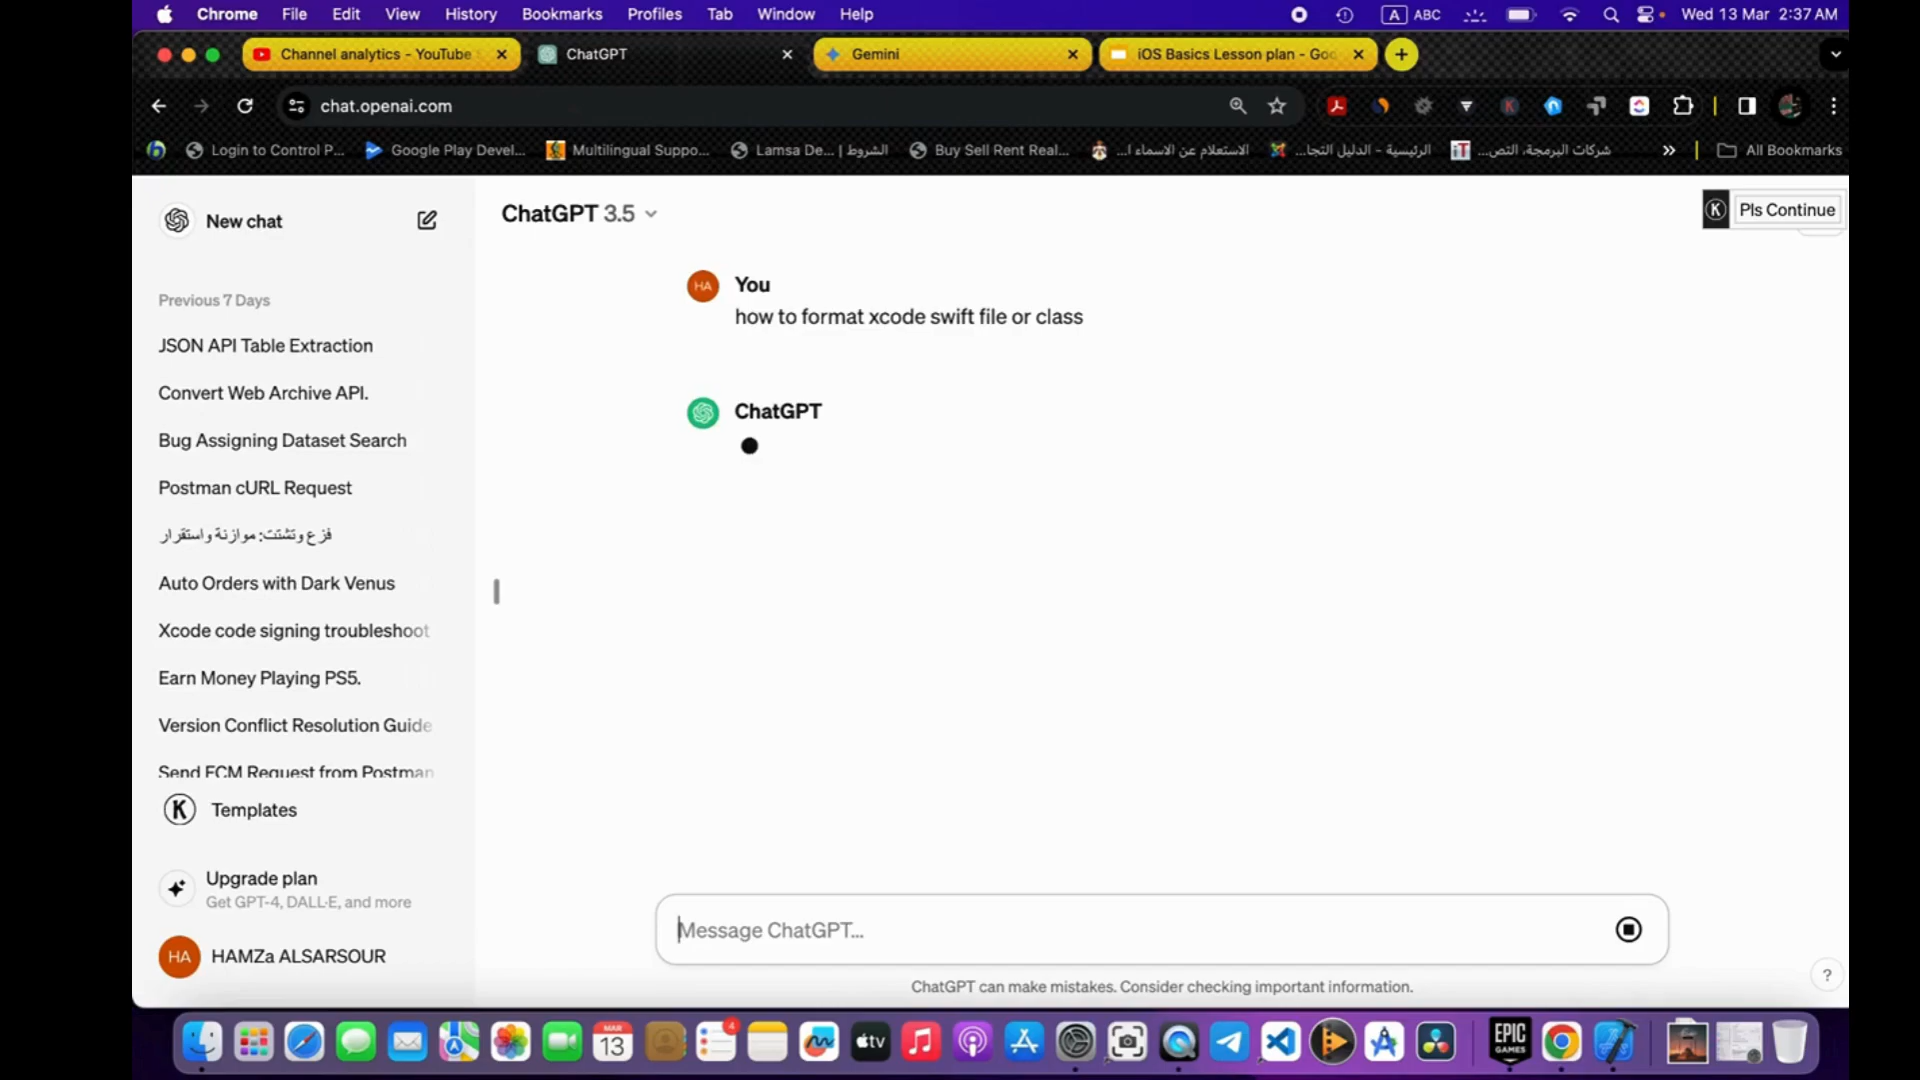 Chrome File Edit View History Bookmarks Profiles Tab Window Help A ABC Wed 13 Mar 2:37 AM
Channel analytics - YouTube ChatGPT Gemini iOS Basics Lesson plan - Goo
chat.openai.com
Login to Control P... Google Play Devel... Multilingual Suppo... Lamsa De... | الشروط Buy Sell Rent Real... الاستعلام عن الاسماء ا... الرئيسية - الدليل التجا... شركات البرمجة، التص... All Bookmarks
New chat
ChatGPT 3.5
K Pls Continue
Previous 7 Days
JSON API Table Extraction
Convert Web Archive API.
Bug Assigning Dataset Search
Postman cURL Request
فزع وتشتت: موازنة واستقرار
Auto Orders with Dark Venus
Xcode code signing troubleshoot
Earn Money Playing PS5.
Version Conflict Resolution Guide
Send FCM Request from Postman
K Templates
Upgrade plan
Get GPT-4, DALL·E, and more
HA HAMZa ALSARSOUR
HA You
how to format xcode swift file or class
ChatGPT
Message ChatGPT...
ChatGPT can make mistakes. Consider checking important information.
?
MAR
13
4
tv
EPIC
GAMES